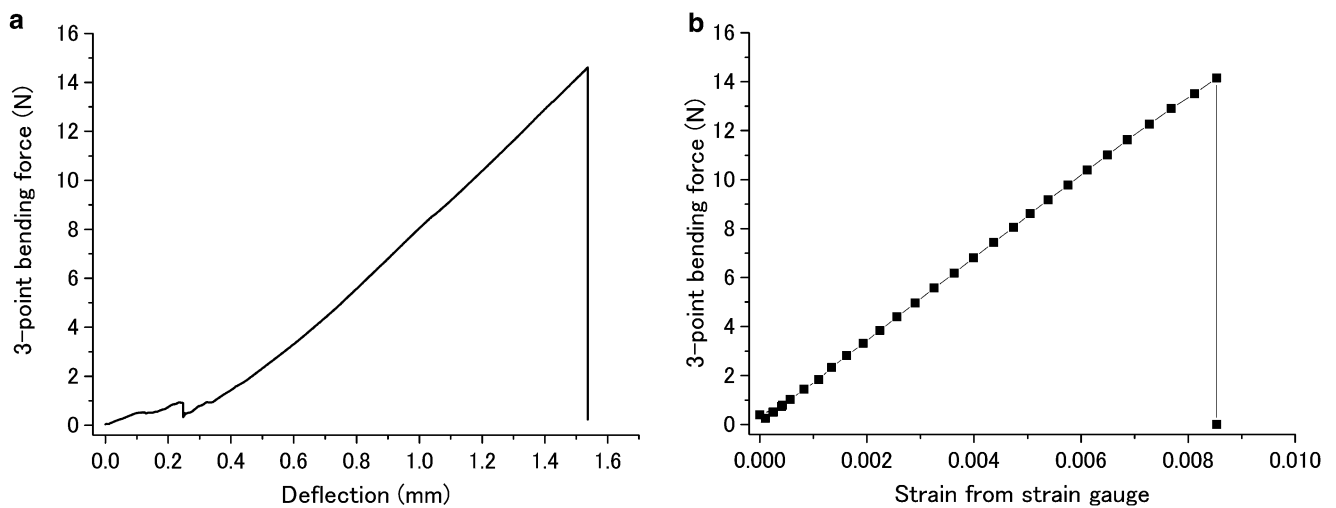 a
16
14
12
10
8
6
4
2
0
3-point bending force (N)
0.0 0.2 0.4 0.6 0.8 1.0 1.2 1.4 1.6
Deflection (mm)
b
16
14
12
10
8
6
4
2
0
3-point bending force (N)
0.000 0.002 0.004 0.006 0.008 0.010
Strain from strain gauge